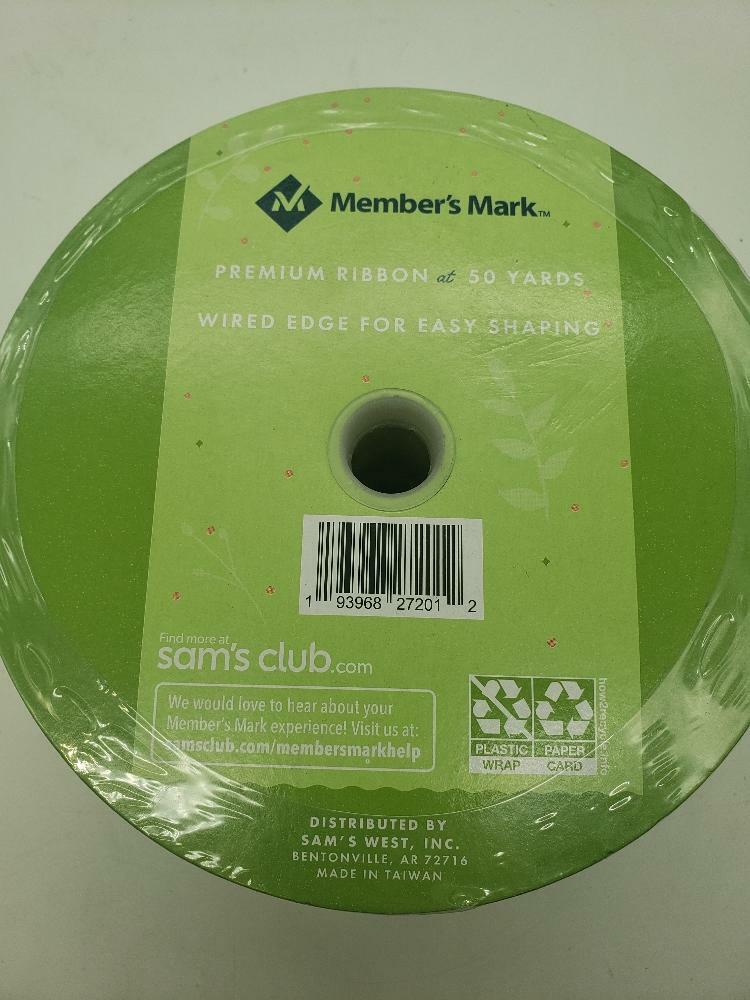 Member's Mark™
PREMIUM RIBBON at 50 YARDS
WIRED EDGE FOR EASY SHAPING
1 93968 27201 2
Find more at
sam's club.com
We would love to hear about your
Member's Mark experience! Visit us at:
samsclub.com/membersmarkhelp
PLASTIC PAPER
WRAP CARD
how2recycle.info
DISTRIBUTED BY
SAM'S WEST, INC.
BENTONVILLE, AR 72716
MADE IN TAIWAN